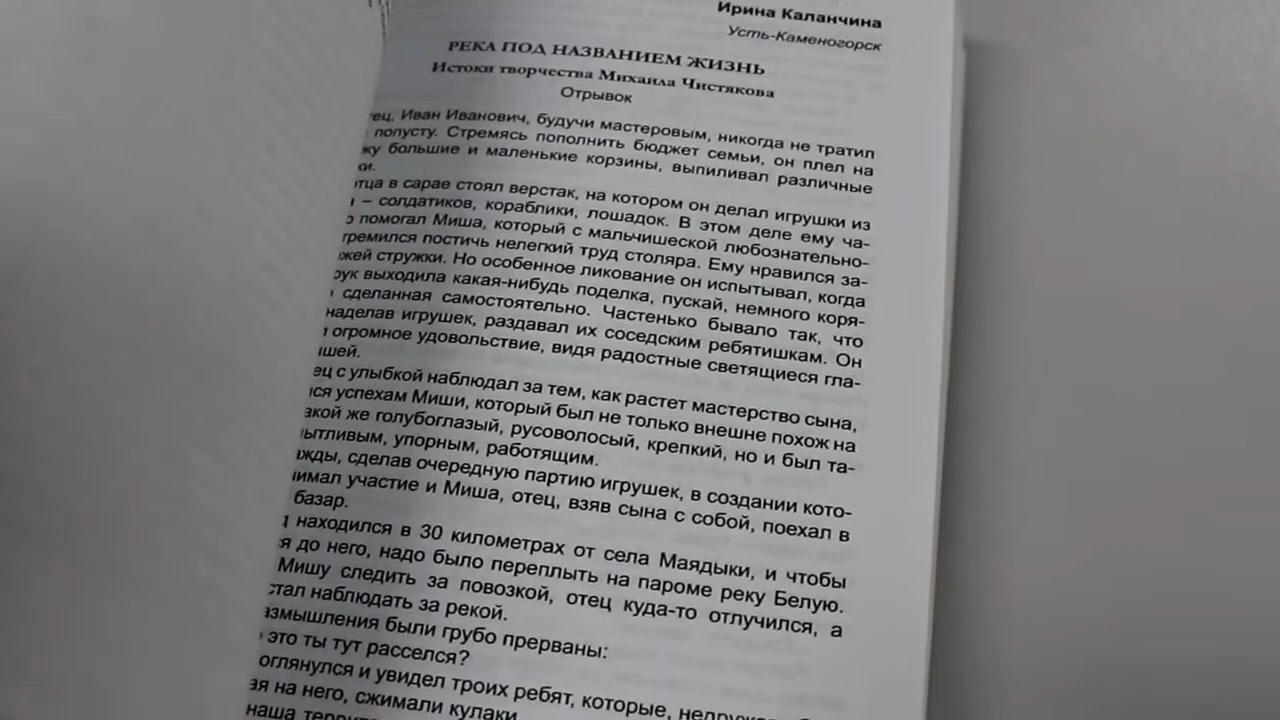 Ирина Каланчина
Усть-Каменогорск
РЕКА ПОД НАЗВАНИЕМ ЖИЗНЬ
Истоки творчества Михаила Чистякова
Отрывок
тец, Иван Иванович, будучи мастеровым, никогда не тратил
попусту. Стремясь пополнить бюджет семьи, он плел на
жу большие и маленькие корзины, выпиливал различные
ки.
отца в сарае стоял верстак, на котором он делал игрушки из
а – солдатиков, кораблики, лошадок. В этом деле ему ча-
о помогал Миша, который с мальчишеской любознательно-
тремился постичь нелегкий труд столяра. Ему нравился за-
жей стружки. Но особенное ликование он испытывал, когда
рук выходила какая-нибудь поделка, пускай, немного коря-
сделанная самостоятельно. Частенько бывало так, что
наделав игрушек, раздавал их соседским ребятишкам. Он
л огромное удовольствие, видя радостные светящиеся гла-
ышей.
ец с улыбкой наблюдал за тем, как растет мастерство сына,
лся успехам Миши, который был не только внешне похож на
акой же голубоглазый, русоволосый, крепкий, но и был та-
ытливым, упорным, работящим.
ажды, сделав очередную партию игрушек, в создании кото-
нимал участие и Миша, отец, взяв сына с собой, поехал в
базар.
находился в 30 километрах от села Маядыки, и чтобы
я до него, надо было переплыть на пароме реку Белую.
Мишу следить за повозкой, отец куда-то отлучился, а
стал наблюдать за рекой.
азмышления были грубо прерваны:
о это ты тут расселся?
оглянулся и увидел троих ребят, которые,
ая на него, сжимали кулаки.
наша